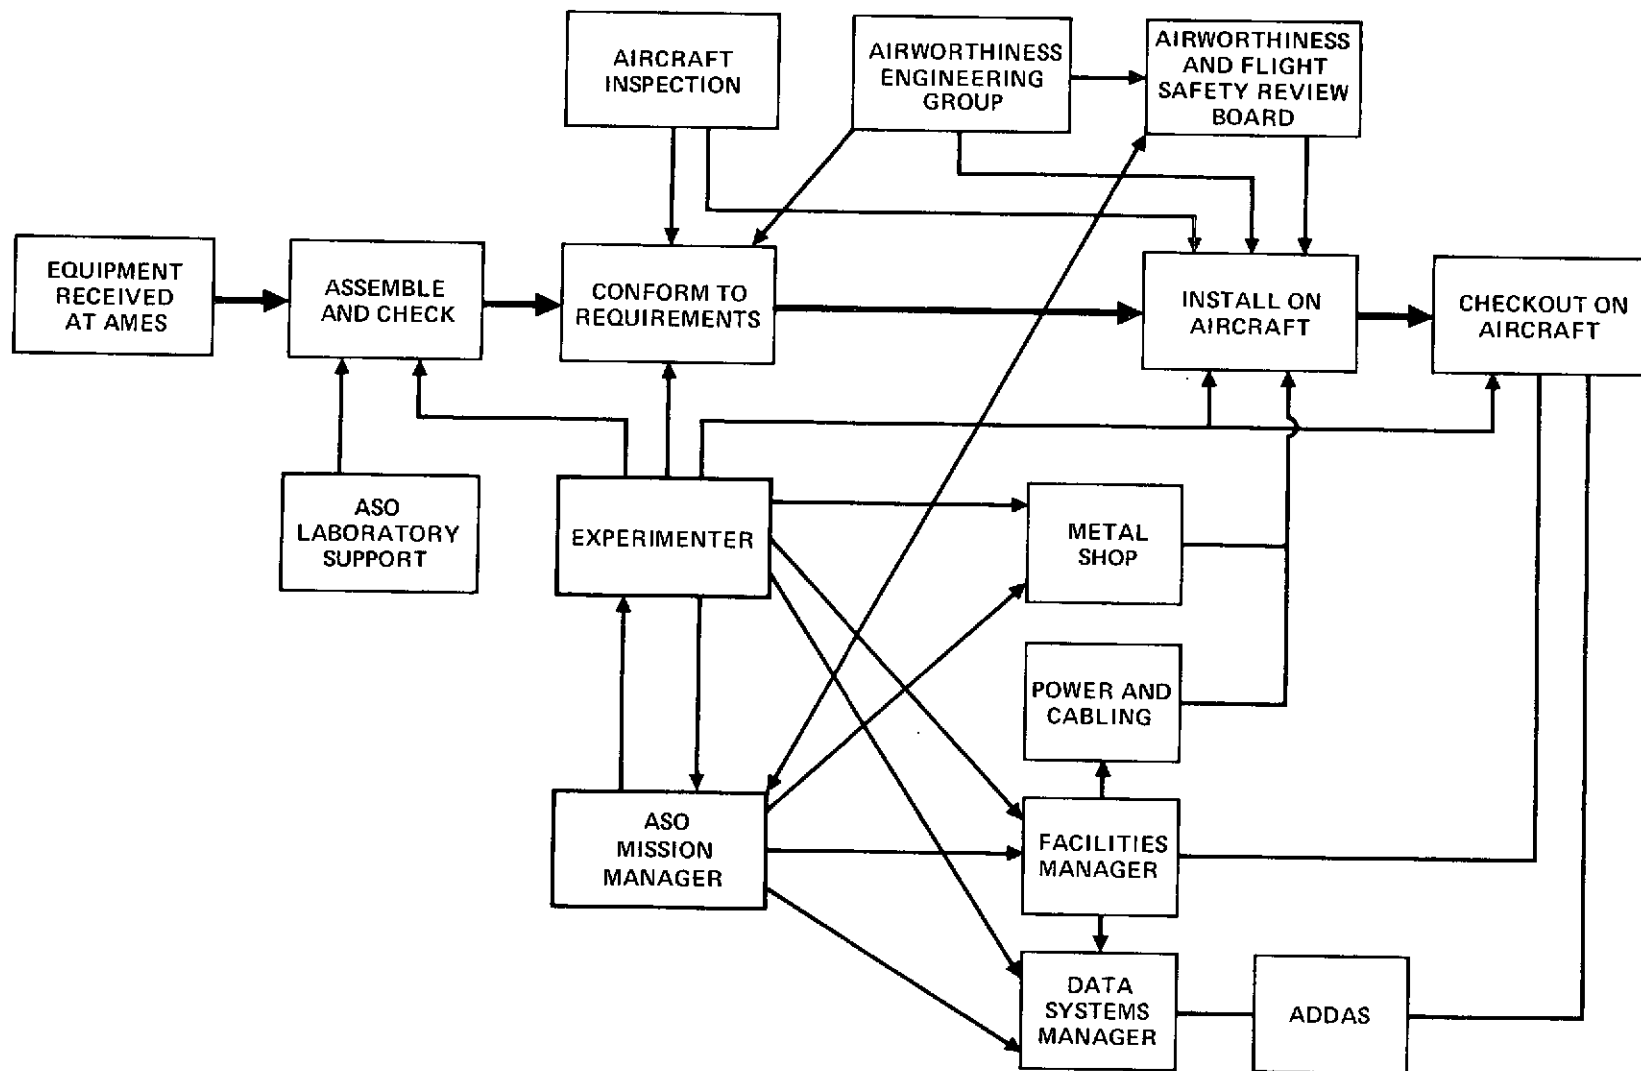 AIRCRAFT
INSPECTION
AIRWORTHINESS
ENGINEERING
GROUP
AIRWORTHINESS
AND FLIGHT
SAFETY REVIEW
BOARD
EQUIPMENT
RECEIVED
AT AMES
ASSEMBLE
AND CHECK
CONFORM TO
REQUIREMENTS
INSTALL ON
AIRCRAFT
CHECKOUT ON
AIRCRAFT
ASO
LABORATORY
SUPPORT
EXPERIMENTER
METAL
SHOP
POWER AND
CABLING
ASO
MISSION
MANAGER
FACILITIES
MANAGER
DATA
SYSTEMS
MANAGER
ADDAS